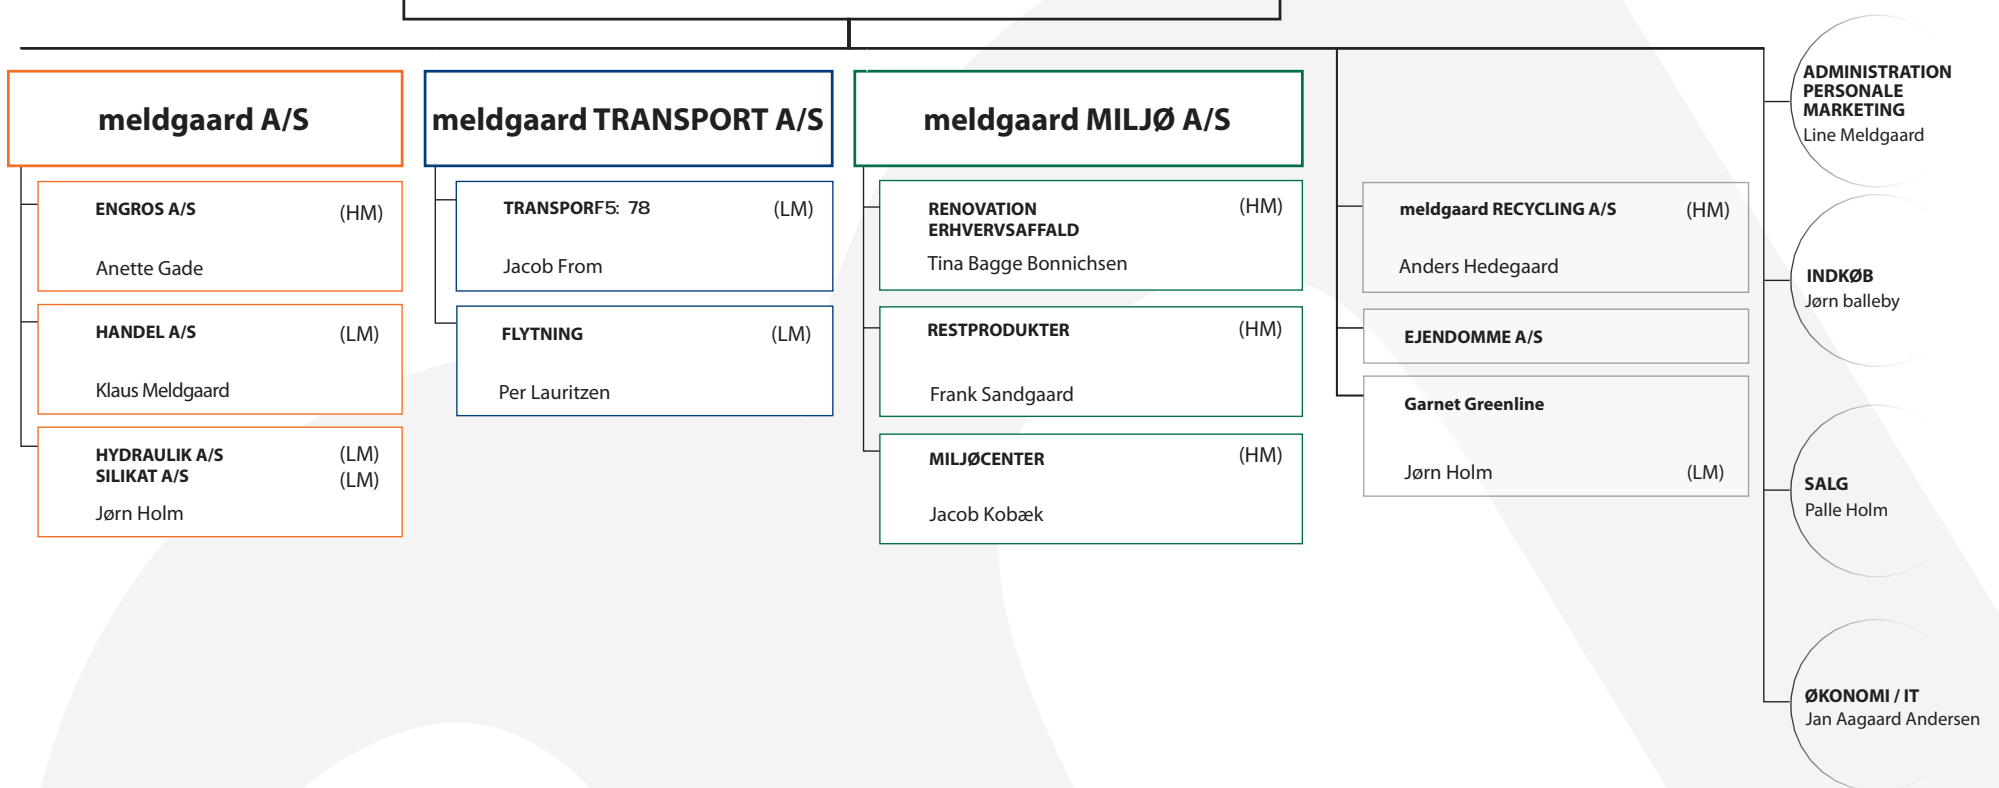 meldgaard A/S
ENGROS A/S (HM)
Anette Gade
HANDEL A/S (LM)
Klaus Meldgaard
HYDRAULIK A/S (LM)
SILIKAT A/S (LM)
Jørn Holm
meldgaard TRANSPORT A/S
TRANSPORF5: 78 (LM)
Jacob From
FLYTNING (LM)
Per Lauritzen
meldgaard MILJØ A/S
RENOVATION (HM)
ERHVERVSAFFALD
Tina Bagge Bonnichsen
RESTPRODUKTER (HM)
Frank Sandgaard
MILJØCENTER (HM)
Jacob Kobæk
meldgaard RECYCLING A/S (HM)
Anders Hedegaard
EJENDOMME A/S
Garnet Greenline
Jørn Holm (LM)
ADMINISTRATION
PERSONALE
MARKETING
Line Meldgaard
INDKØB
Jørn balleby
SALG
Palle Holm
ØKONOMI / IT
Jan Aagaard Andersen